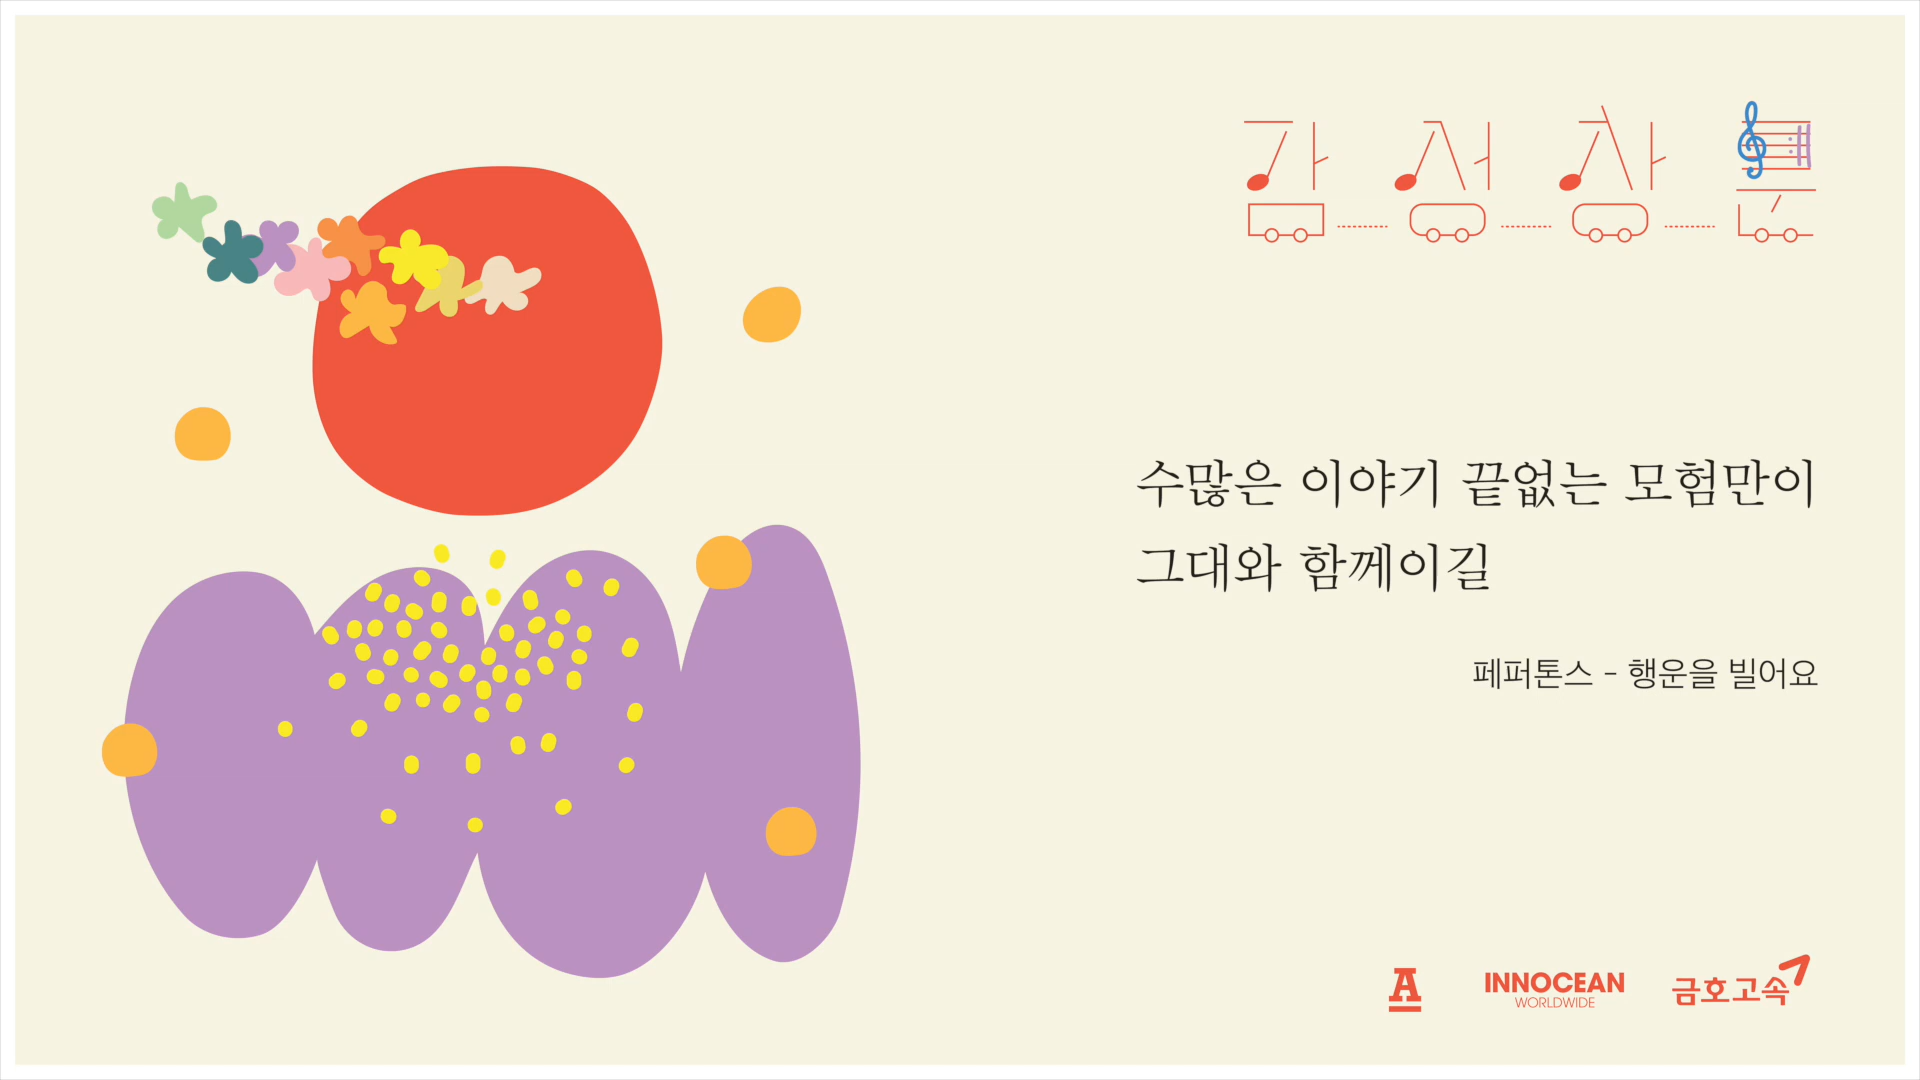 감성창문
수많은 이야기 끝없는 모험만이
그대와 함께이길
페퍼톤스 - 행운을 빌어요
A
INNOCEAN
WORLDWIDE
금호고속